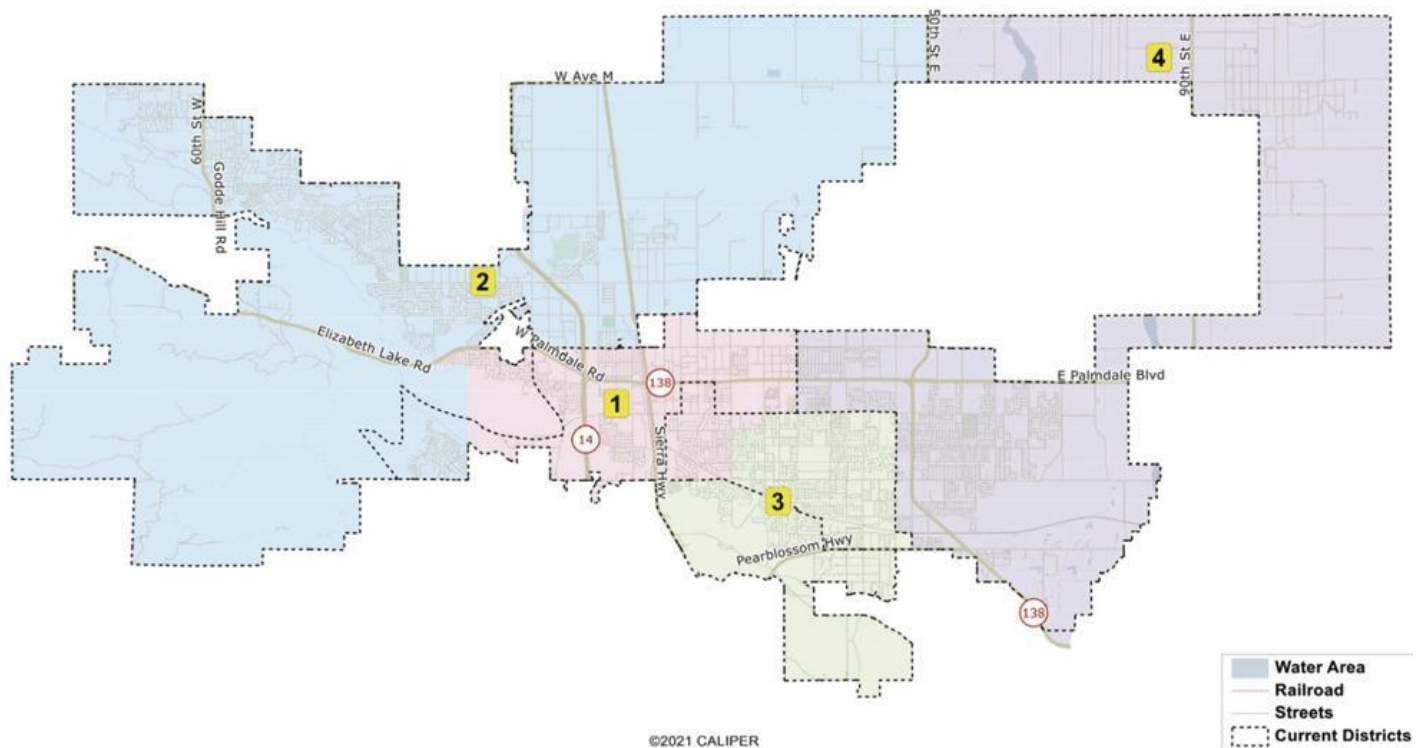 50th St E
4
90th St E
W Ave M
60th St W
Godde Hill Rd
2
Elizabeth Lake Rd
W Palmdale Rd
138
E Palmdale Blvd
1
14
Sierra Hwy
3
Pearblossom Hwy
138
Water Area
Railroad
Streets
Current Districts
©2021 CALIPER